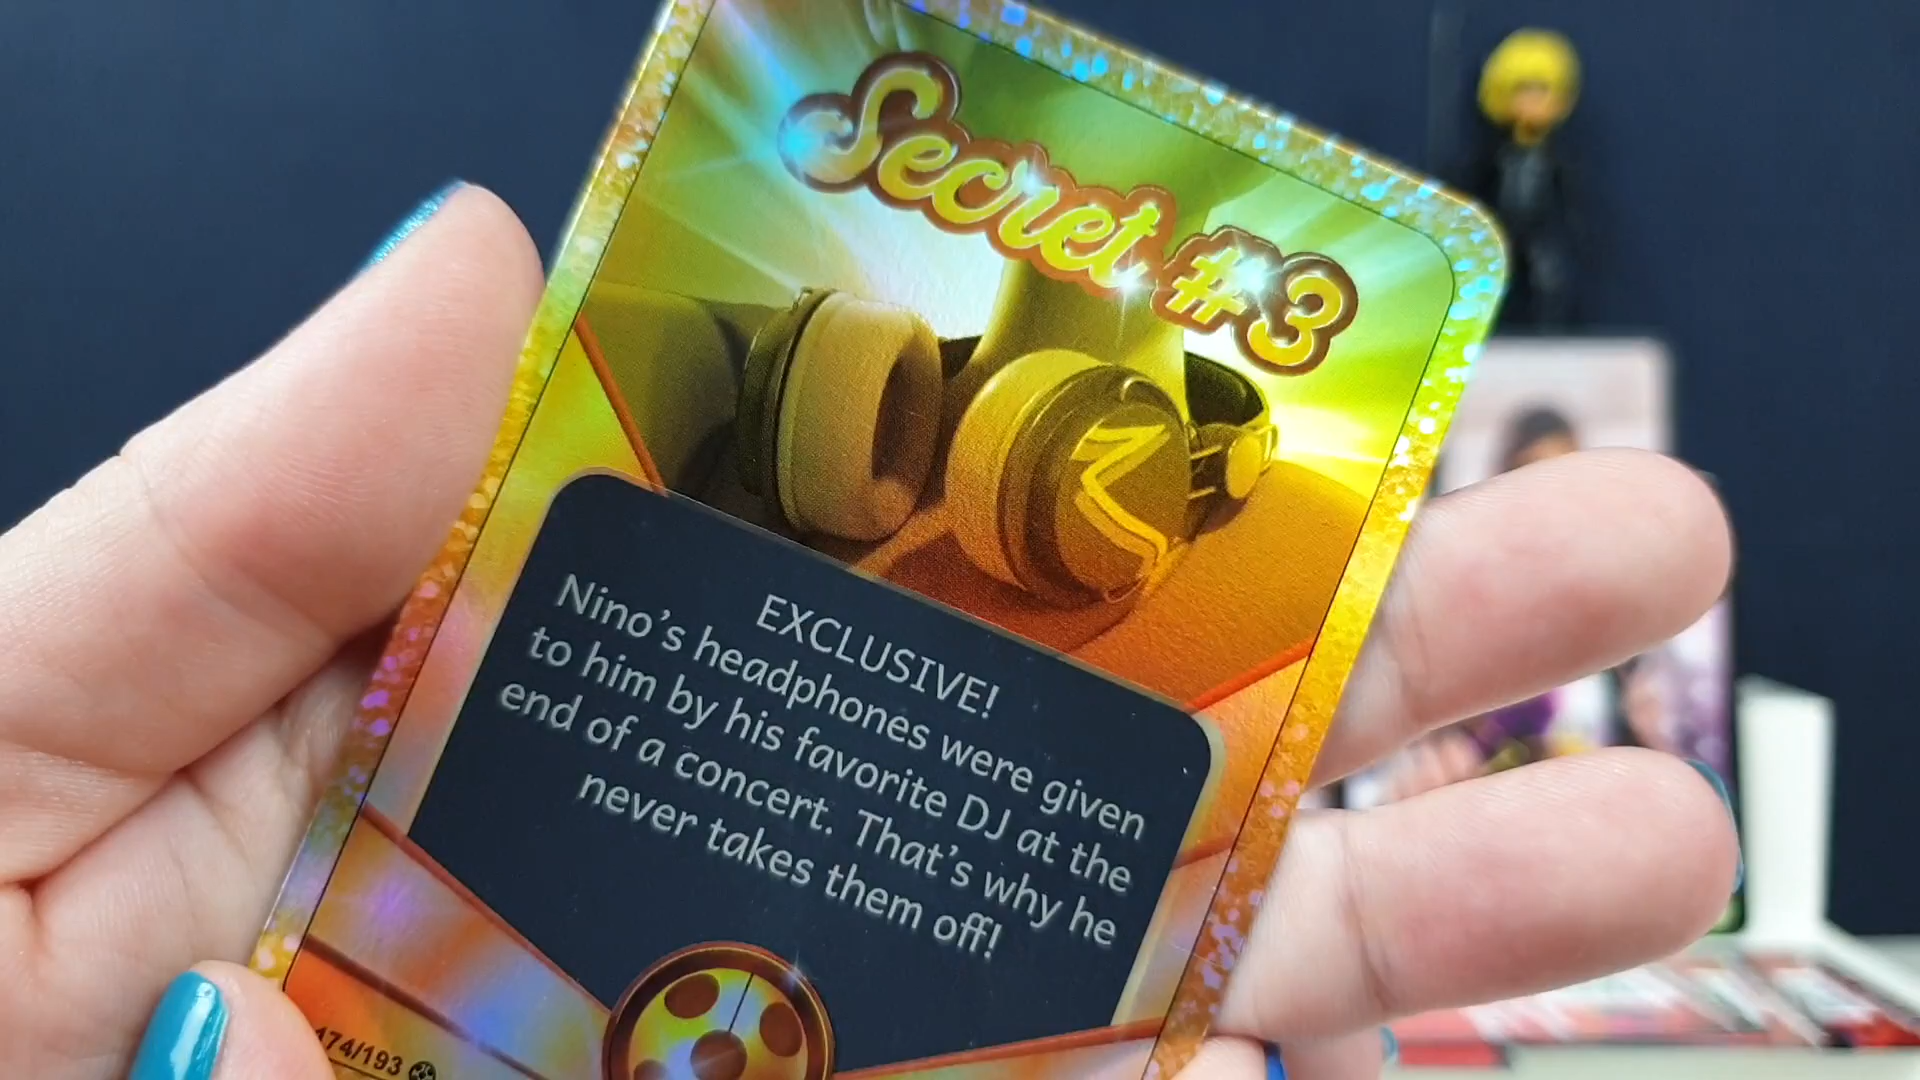 Secret #3
EXCLUSIVE!
Nino's headphones were given
to him by his favorite DJ at the
end of a concert. That's why he
never takes them off!
174/193